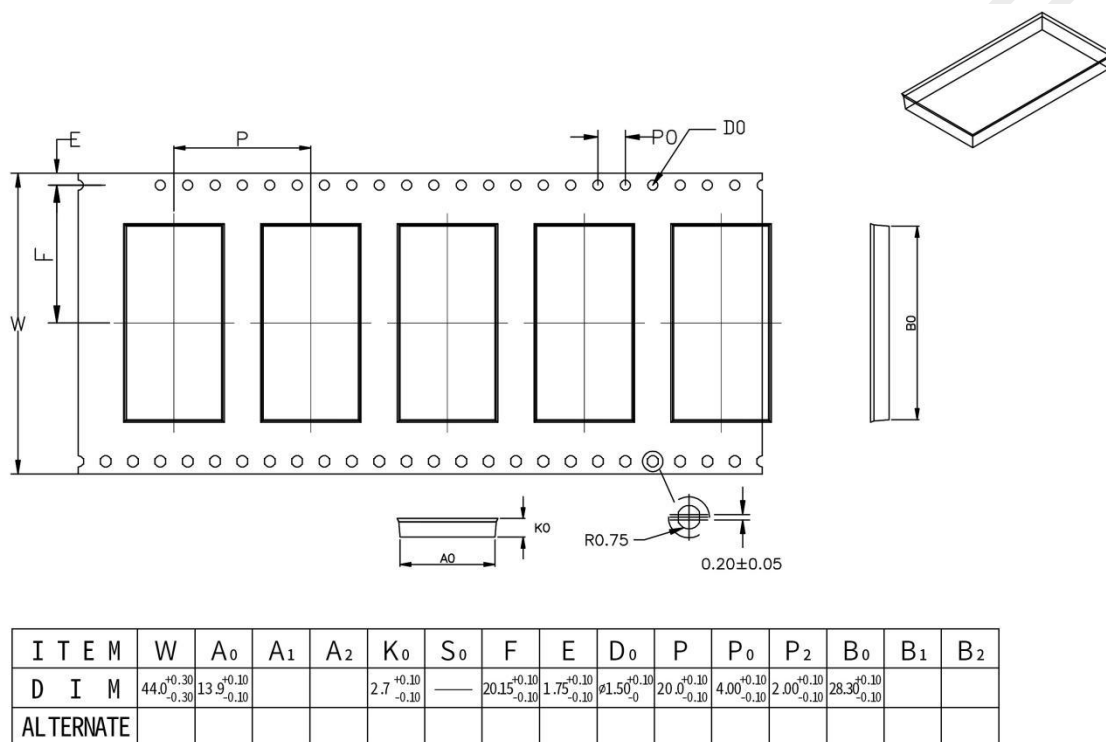 D0
E
P
P0
F
W
B0
K0
A0
R0.75
0.20±0.05
ITEM W A0 A1 A2 K0 S0 F E D0 P P0 P2 B0 B1 B2
DIM 44.0+0.30-0.30 13.9+0.10-0.10 2.7+0.10-0.10 — 20.15+0.10-0.10 1.75+0.10-0.10 ø1.50+0.10-0 20.0+0.10-0.10 4.00+0.10-0.10 2.00+0.10-0.10 28.30+0.10-0.10
ALTERNATE